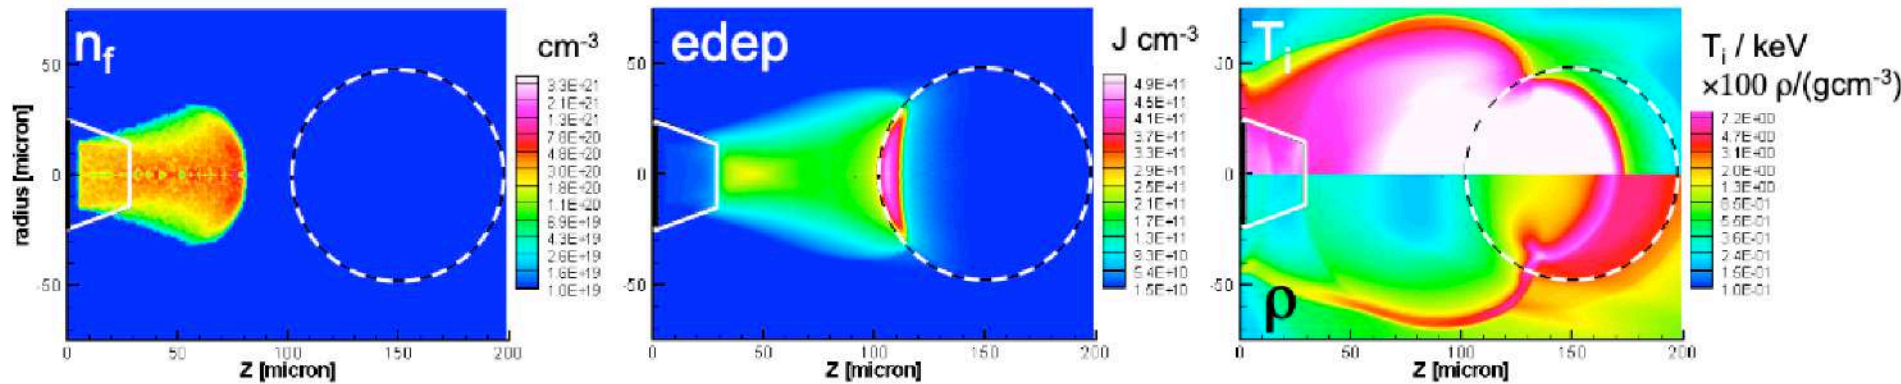 n_f
cm⁻³
3.3E+21
2.1E+21
1.3E+21
7.8E+20
4.8E+20
3.0E+20
1.8E+20
1.1E+20
6.9E+19
4.3E+19
2.6E+19
1.6E+19
1.0E+19
radius [micron]
50
0
-50
0
50
100
150
200
Z [micron]
edep
J cm⁻³
4.9E+11
4.5E+11
4.1E+11
3.7E+11
3.3E+11
2.9E+11
2.5E+11
2.1E+11
1.7E+11
1.3E+11
9.3E+10
5.4E+10
1.5E+10
50
0
-50
0
50
100
150
200
Z [micron]
T_i
ρ
T_i / keV
×100 ρ/(gcm⁻³)
7.2E+00
4.7E+00
3.1E+00
2.0E+00
1.3E+00
8.5E-01
5.5E-01
3.6E-01
2.4E-01
1.5E-01
1.0E-01
0
-50
0
50
100
150
200
Z [micron]